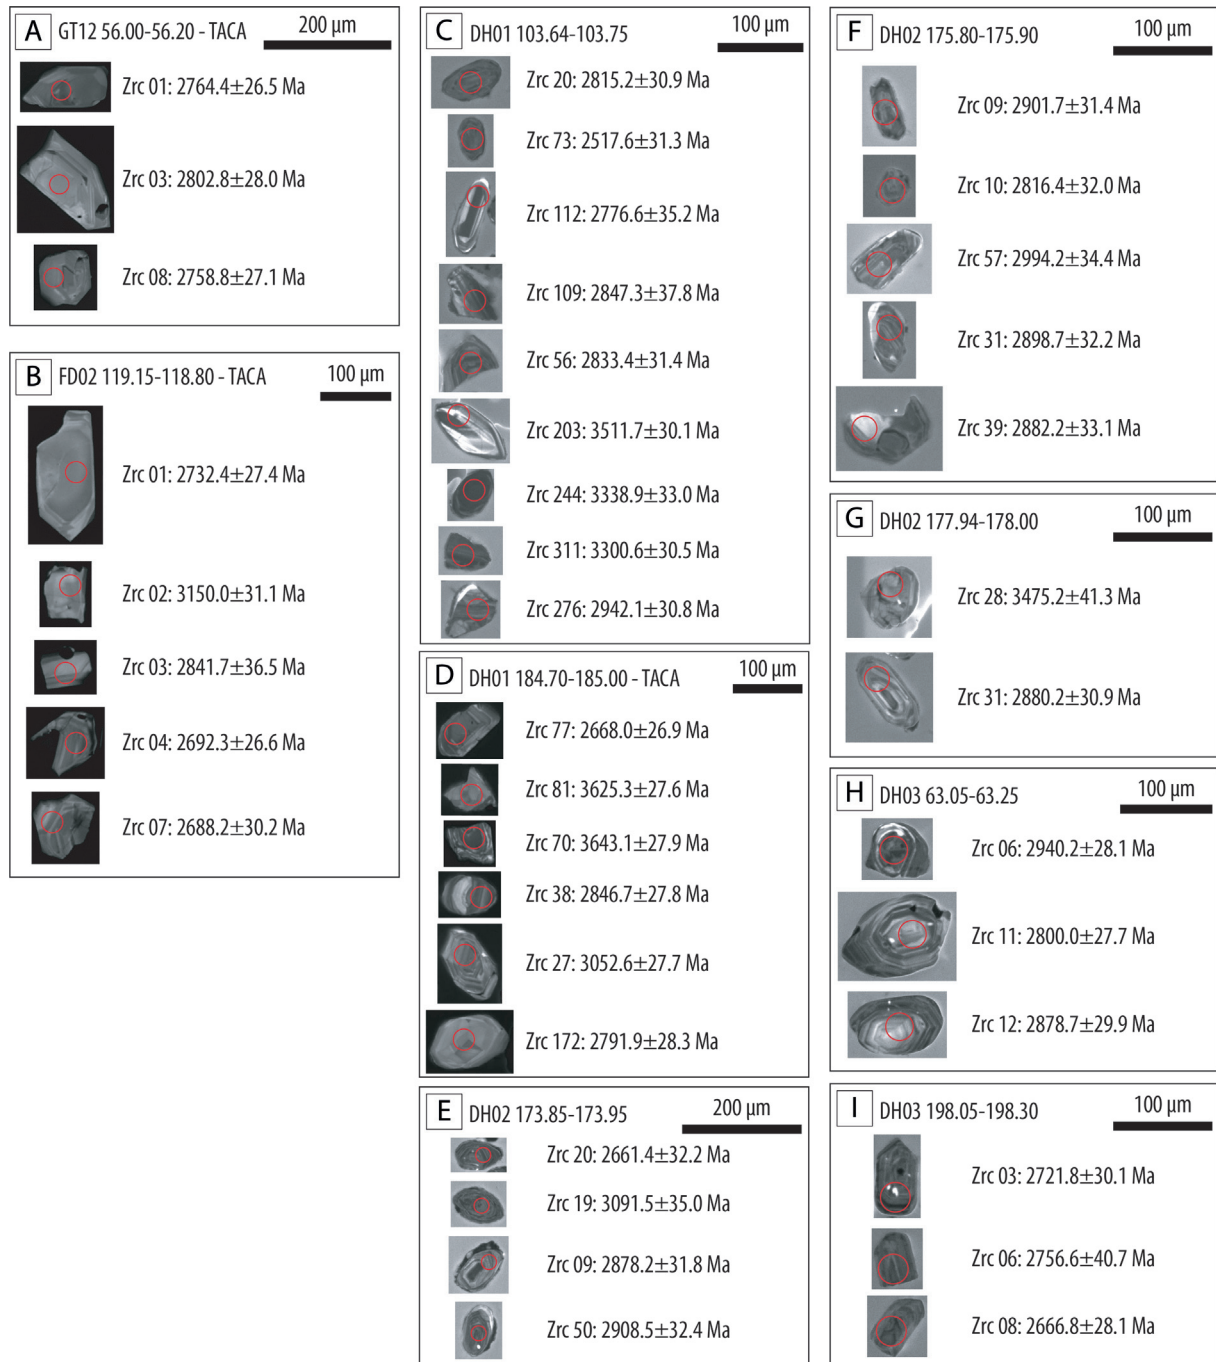 A GT12 56.00-56.20 - TACA 200 µm
Zrc 01: 2764.4±26.5 Ma
Zrc 03: 2802.8±28.0 Ma
Zrc 08: 2758.8±27.1 Ma
B FD02 119.15-118.80 - TACA 100 µm
Zrc 01: 2732.4±27.4 Ma
Zrc 02: 3150.0±31.1 Ma
Zrc 03: 2841.7±36.5 Ma
Zrc 04: 2692.3±26.6 Ma
Zrc 07: 2688.2±30.2 Ma
C DH01 103.64-103.75 100 µm
Zrc 20: 2815.2±30.9 Ma
Zrc 73: 2517.6±31.3 Ma
Zrc 112: 2776.6±35.2 Ma
Zrc 109: 2847.3±37.8 Ma
Zrc 56: 2833.4±31.4 Ma
Zrc 203: 3511.7±30.1 Ma
Zrc 244: 3338.9±33.0 Ma
Zrc 311: 3300.6±30.5 Ma
Zrc 276: 2942.1±30.8 Ma
D DH01 184.70-185.00 - TACA 100 µm
Zrc 77: 2668.0±26.9 Ma
Zrc 81: 3625.3±27.6 Ma
Zrc 70: 3643.1±27.9 Ma
Zrc 38: 2846.7±27.8 Ma
Zrc 27: 3052.6±27.7 Ma
Zrc 172: 2791.9±28.3 Ma
E DH02 173.85-173.95 200 µm
Zrc 20: 2661.4±32.2 Ma
Zrc 19: 3091.5±35.0 Ma
Zrc 09: 2878.2±31.8 Ma
Zrc 50: 2908.5±32.4 Ma
F DH02 175.80-175.90 100 µm
Zrc 09: 2901.7±31.4 Ma
Zrc 10: 2816.4±32.0 Ma
Zrc 57: 2994.2±34.4 Ma
Zrc 31: 2898.7±32.2 Ma
Zrc 39: 2882.2±33.1 Ma
G DH02 177.94-178.00 100 µm
Zrc 28: 3475.2±41.3 Ma
Zrc 31: 2880.2±30.9 Ma
H DH03 63.05-63.25 100 µm
Zrc 06: 2940.2±28.1 Ma
Zrc 11: 2800.0±27.7 Ma
Zrc 12: 2878.7±29.9 Ma
I DH03 198.05-198.30 100 µm
Zrc 03: 2721.8±30.1 Ma
Zrc 06: 2756.6±40.7 Ma
Zrc 08: 2666.8±28.1 Ma